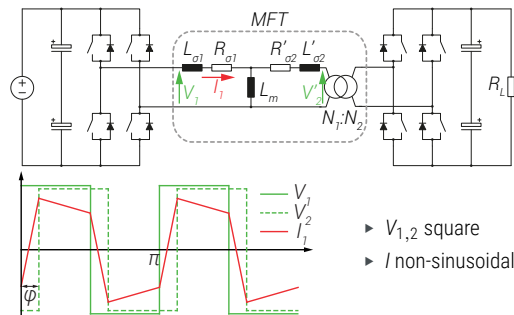 MFT
Lσ1 Rσ1 R'σ2 L'σ2
V1 I1 Lm V'2 N1:N2 RL
V1
V'2
I1
π
φ
▸ V1,2 square
▸ I non-sinusoidal